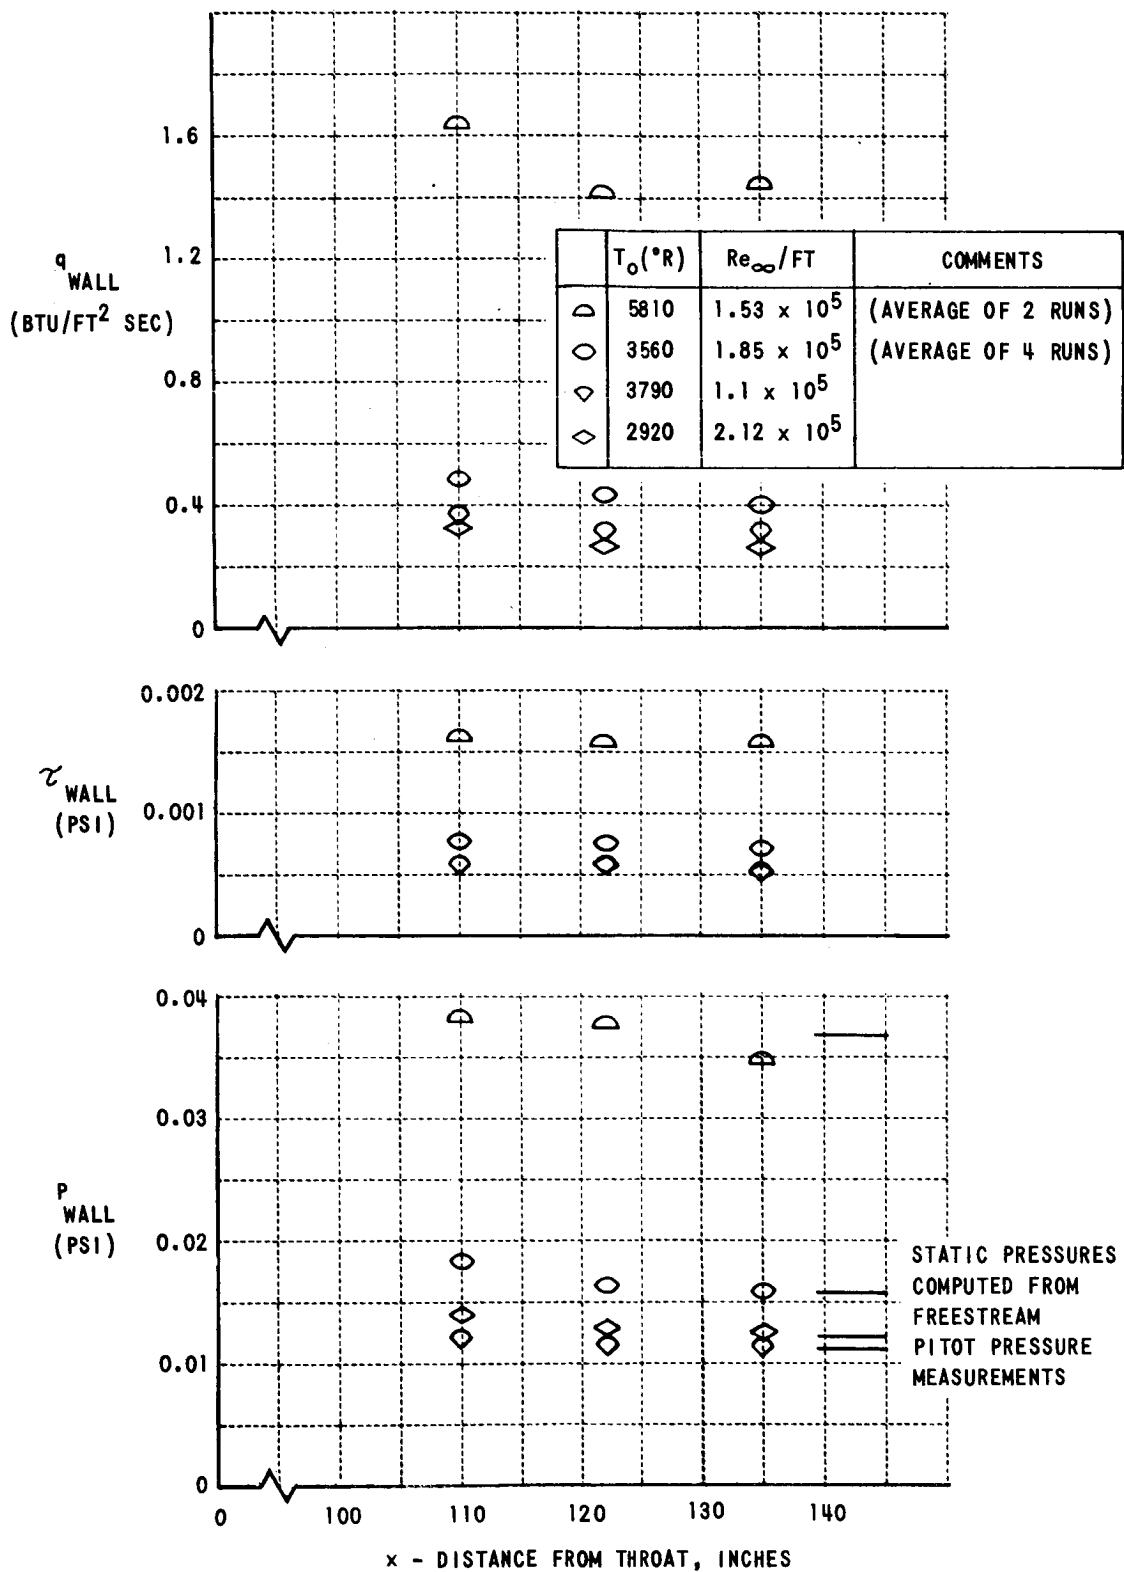 1.6
1.2
0.8
0.4
0
q WALL
(BTU/FT² SEC)
T₀(°R) Re∞/FT COMMENTS
5810 1.53 x 10⁵ (AVERAGE OF 2 RUNS)
3560 1.85 x 10⁵ (AVERAGE OF 4 RUNS)
3790 1.1 x 10⁵
2920 2.12 x 10⁵
0.002
0.001
0
τ WALL
(PSI)
0.04
0.03
0.02
0.01
0
P WALL
(PSI)
STATIC PRESSURES
COMPUTED FROM
FREESTREAM
PITOT PRESSURE
MEASUREMENTS
0 100 110 120 130 140
x - DISTANCE FROM THROAT, INCHES